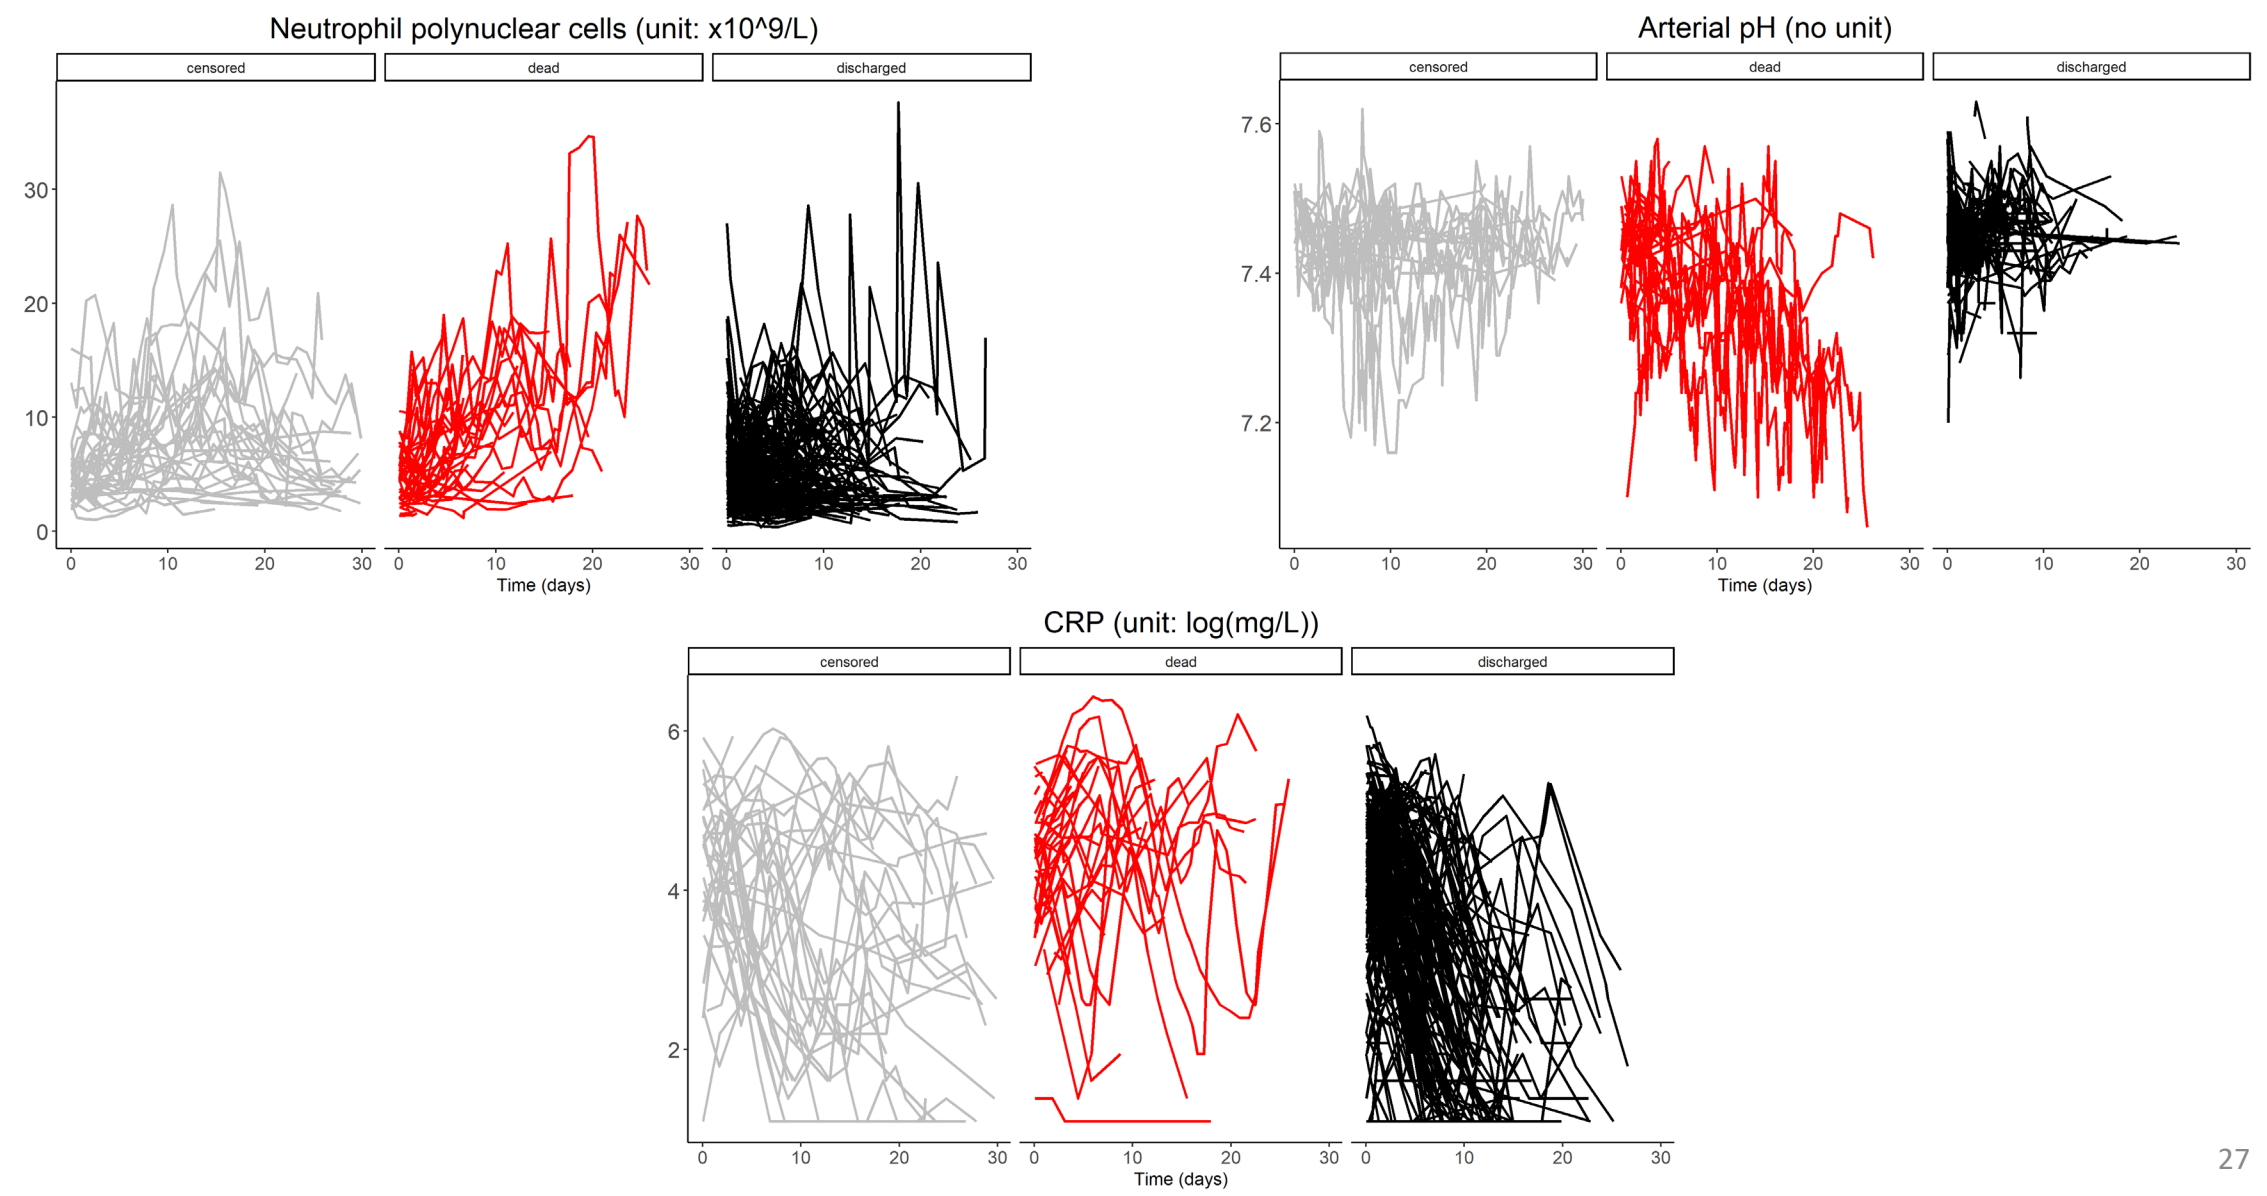 Neutrophil polynuclear cells (unit: x10^9/L)
censored dead discharged
30
20
10
0
0 10 20 30 0 10 20 30 0 10 20 30
Time (days)
Arterial pH (no unit)
censored dead discharged
7.6
7.4
7.2
0 10 20 30 0 10 20 30 0 10 20 30
Time (days)
CRP (unit: log(mg/L))
censored dead discharged
6
4
2
0 10 20 30 0 10 20 30 0 10 20 30
Time (days)
27